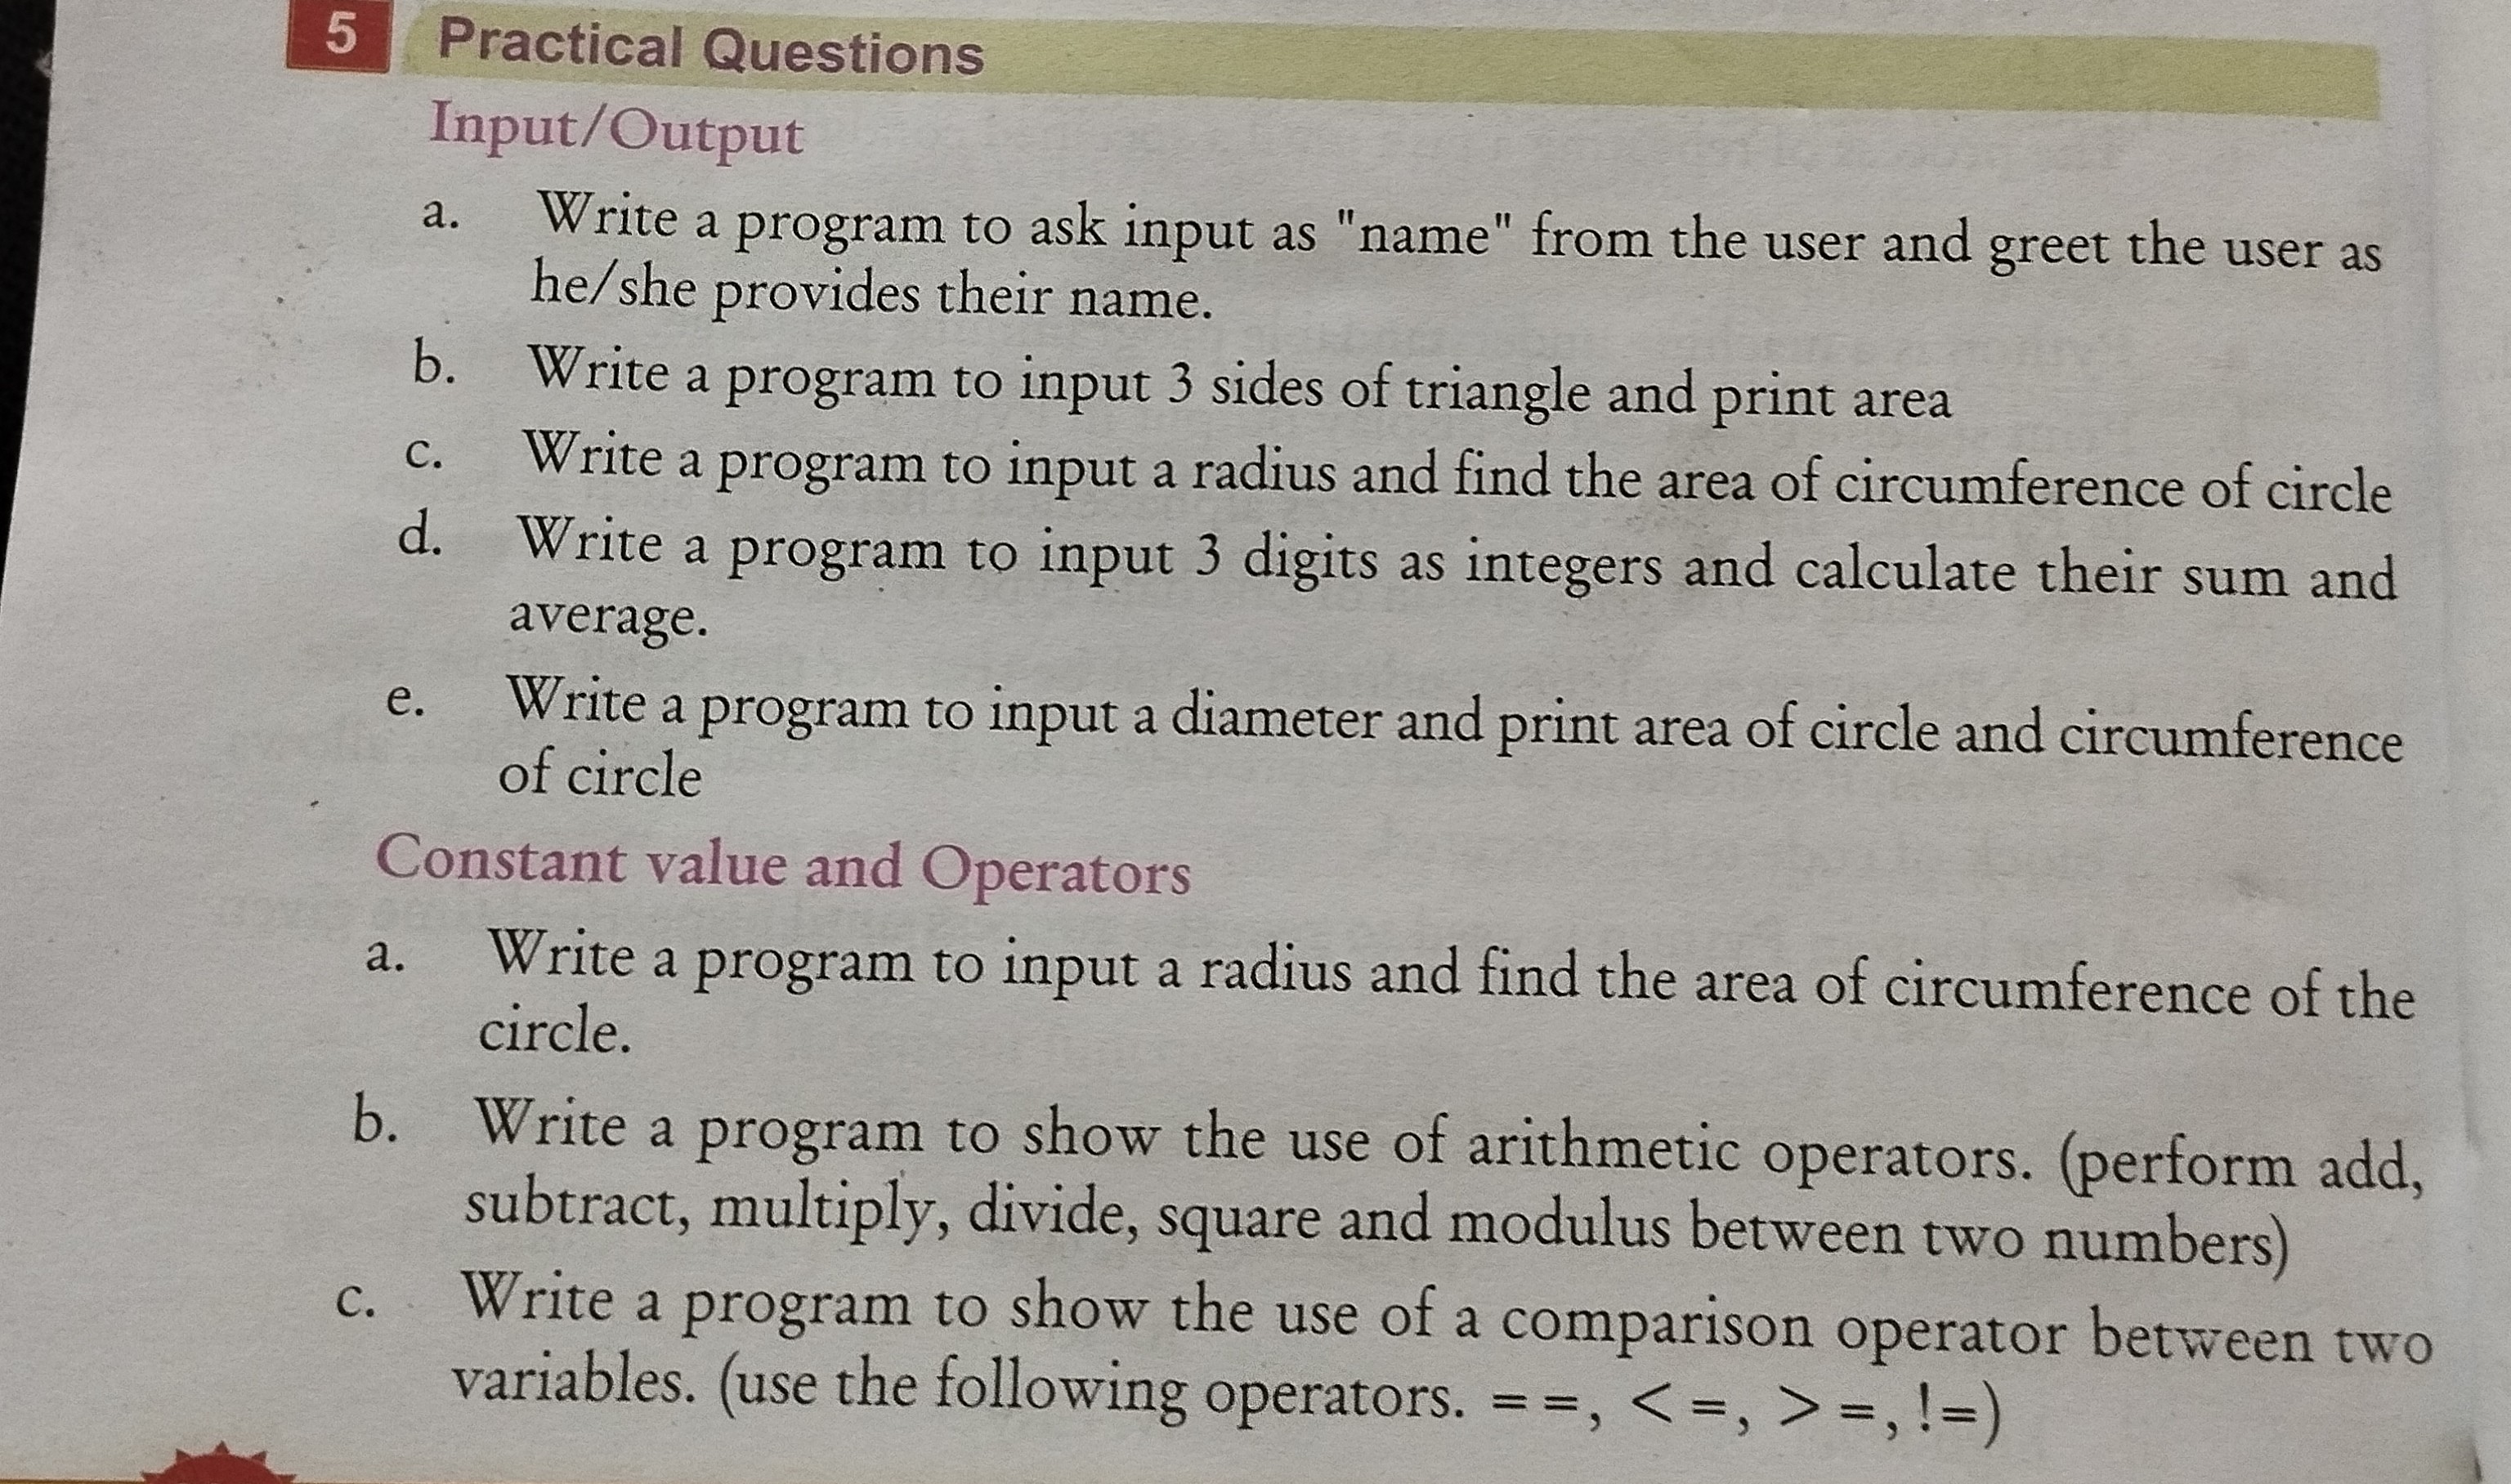 5 Practical Questions
Input/Output
a. Write a program to ask input as "name" from the user and greet the user as
he/she provides their name.
b. Write a program to input 3 sides of triangle and print area
c. Write a program to input a radius and find the area of circumference of circle
d. Write a program to input 3 digits as integers and calculate their sum and
average.
e. Write a program to input a diameter and print area of circle and circumference
of circle
Constant value and Operators
a. Write a program to input a radius and find the area of circumference of the
circle.
b. Write a program to show the use of arithmetic operators. (perform add,
subtract, multiply, divide, square and modulus between two numbers)
c. Write a program to show the use of a comparison operator between two
variables. (use the following operators. = =, < =, > =, !=)